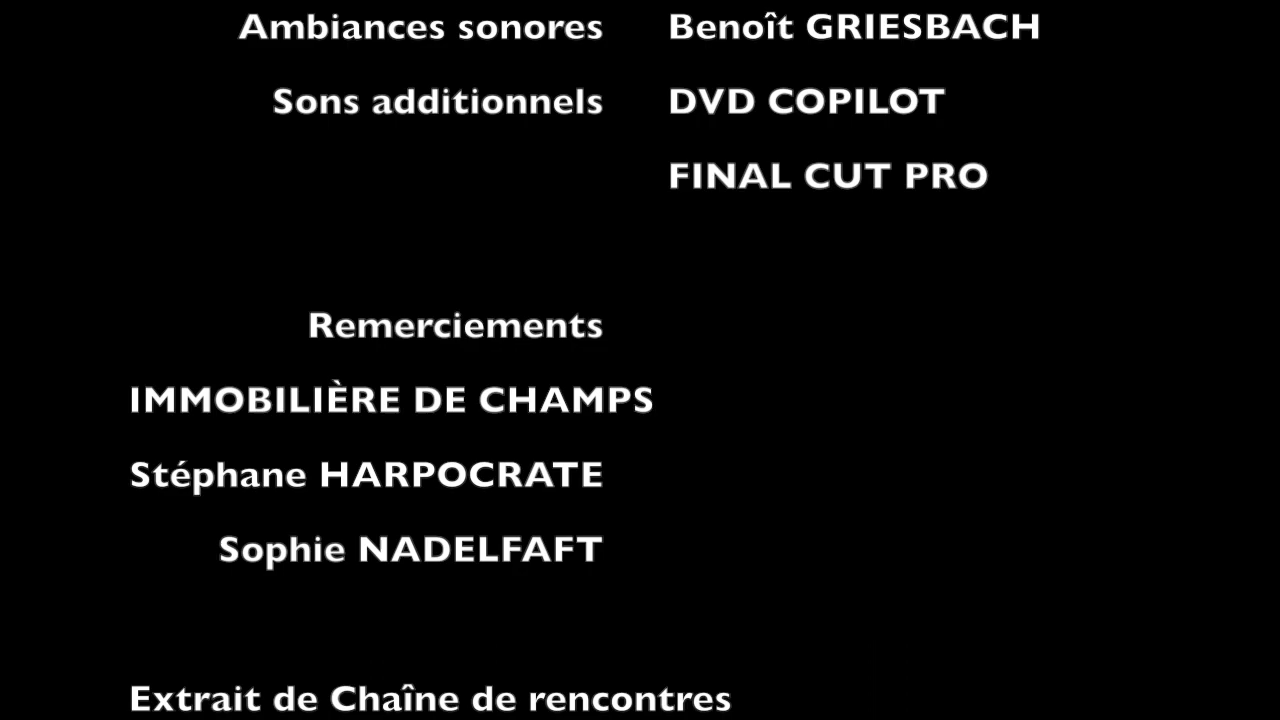 Ambiances sonores Benoît GRIESBACH
Sons additionnels DVD COPILOT
FINAL CUT PRO
Remerciements
IMMOBILIÈRE DE CHAMPS
Stéphane HARPOCRATE
Sophie NADELFAFT
Extrait de Chaîne de rencontres